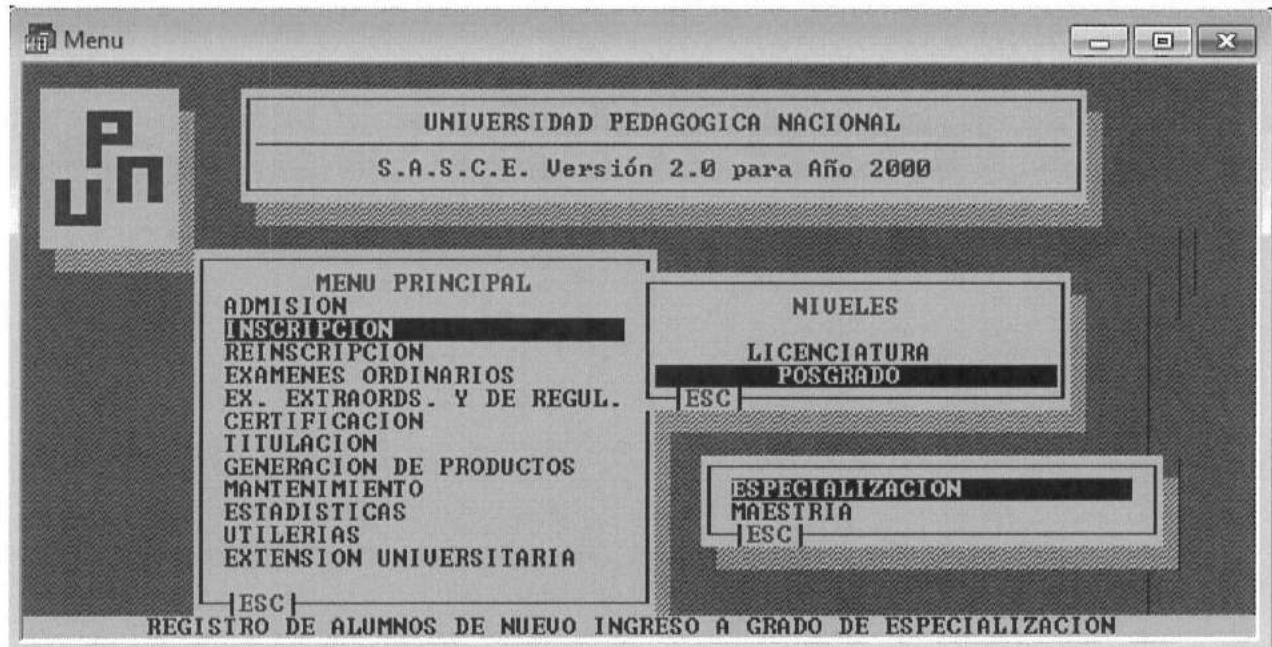 Menu
UPN
UNIVERSIDAD PEDAGOGICA NACIONAL
S.A.S.C.E. Versión 2.0 para Año 2000
MENU PRINCIPAL
ADMISION
INSCRIPCION
REINSCRIPCION
EXAMENES ORDINARIOS
EX. EXTRAORDS. Y DE REGUL.
CERTIFICACION
TITULACION
GENERACION DE PRODUCTOS
MANTENIMIENTO
ESTADISTICAS
UTILERIAS
EXTENSION UNIVERSITARIA
ESC
NIVELES
LICENCIATURA
POSGRADO
ESC
ESPECIALIZACION
MAESTRIA
ESC
REGISTRO DE ALUMNOS DE NUEVO INGRESO A GRADO DE ESPECIALIZACION